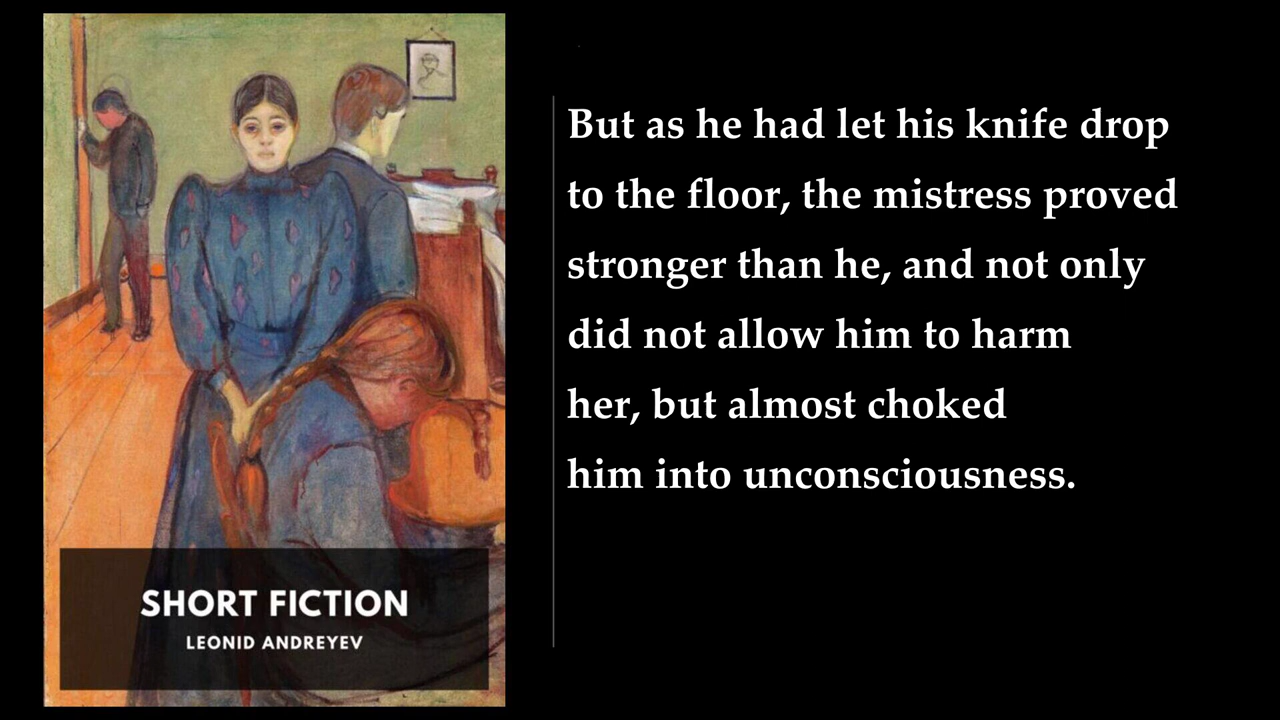 SHORT FICTION
LEONID ANDREYEV
But as he had let his knife drop
to the floor, the mistress proved
stronger than he, and not only
did not allow him to harm
her, but almost choked
him into unconsciousness.